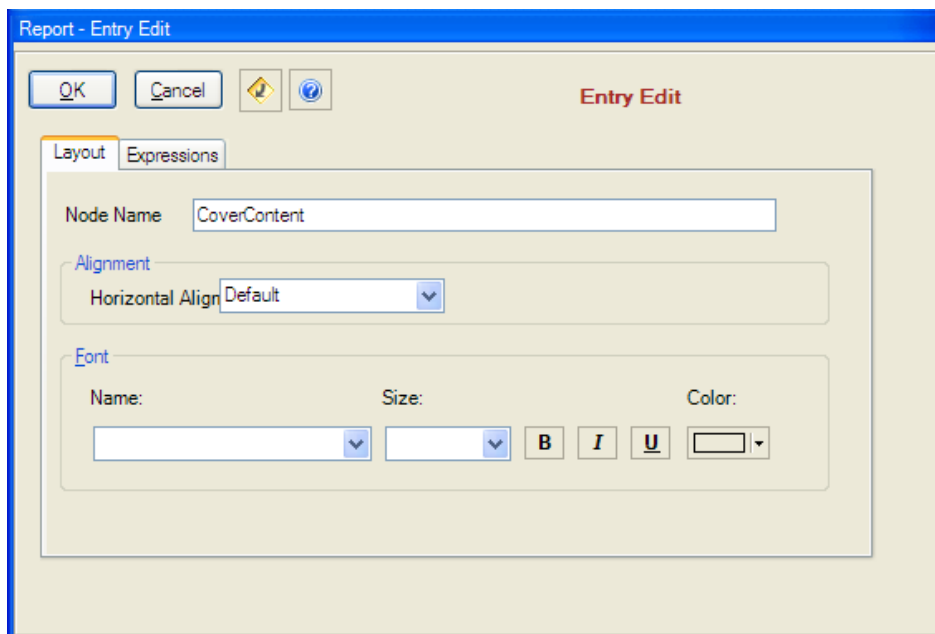 Report - Entry Edit
OK Cancel Entry Edit
Layout Expressions
Node Name CoverContent
Alignment
Horizontal Align Default
Font
Name: Size: Color:
B I U